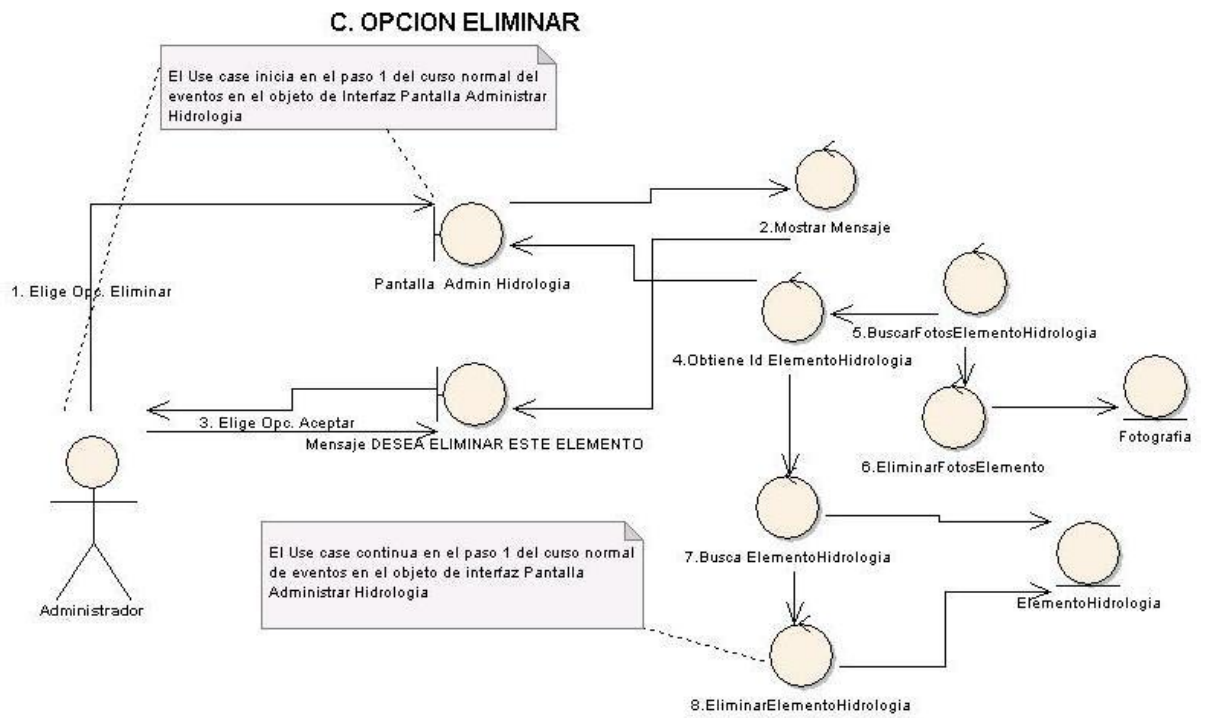 C. OPCION ELIMINAR
El Use case inicia en el paso 1 del curso normal del
eventos en el objeto de Interfaz Pantalla Administrar
Hidrologia
2.Mostrar Mensaje
Pantalla Admin Hidrologia
1. Elige Opc. Eliminar
5.BuscarFotosElementoHidrologia
4.Obtiene Id ElementoHidrologia
3. Elige Opc. Aceptar
Mensaje DESEA ELIMINAR ESTE ELEMENTO
Fotografia
6.EliminarFotosElemento
El Use case continua en el paso 1 del curso normal
de eventos en el objeto de interfaz Pantalla
Administrar Hidrologia
7.Busca ElementoHidrologia
ElementoHidrologia
Administrador
8.EliminarElementoHidrologia